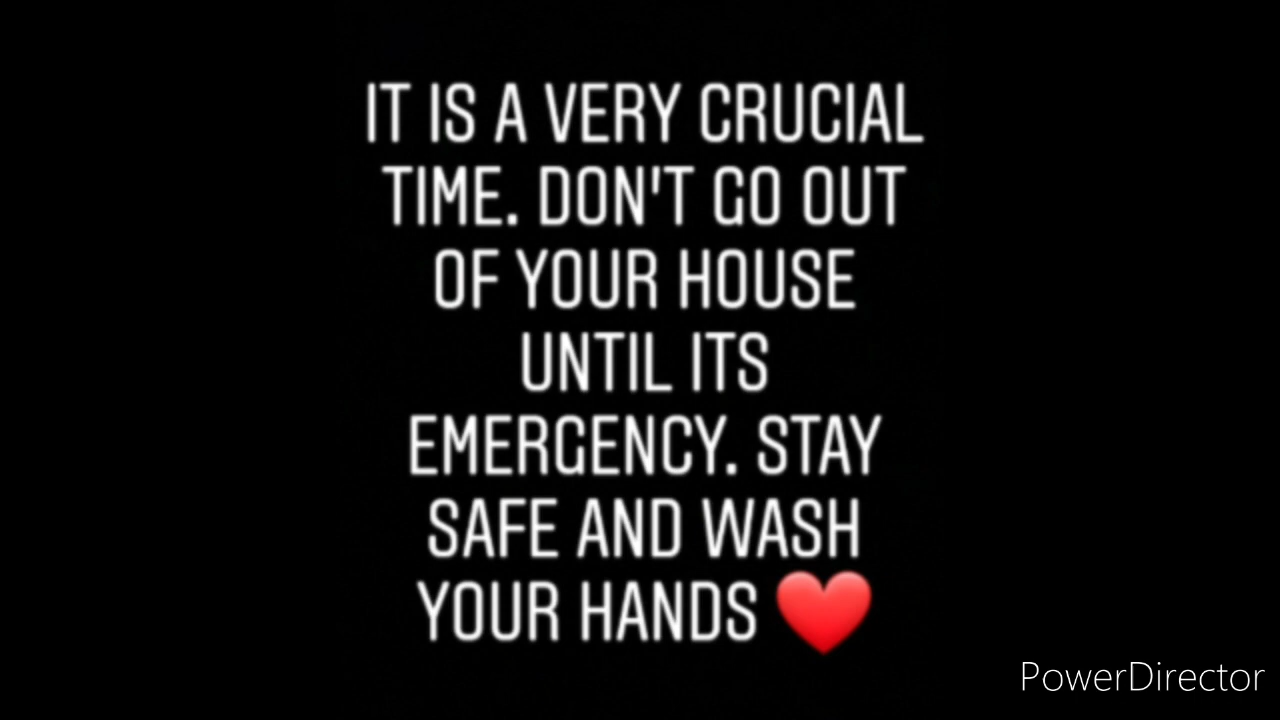 IT IS A VERY CRUCIAL
TIME. DON'T GO OUT
OF YOUR HOUSE
UNTIL ITS
EMERGENCY. STAY
SAFE AND WASH
YOUR HANDS ❤️
PowerDirector